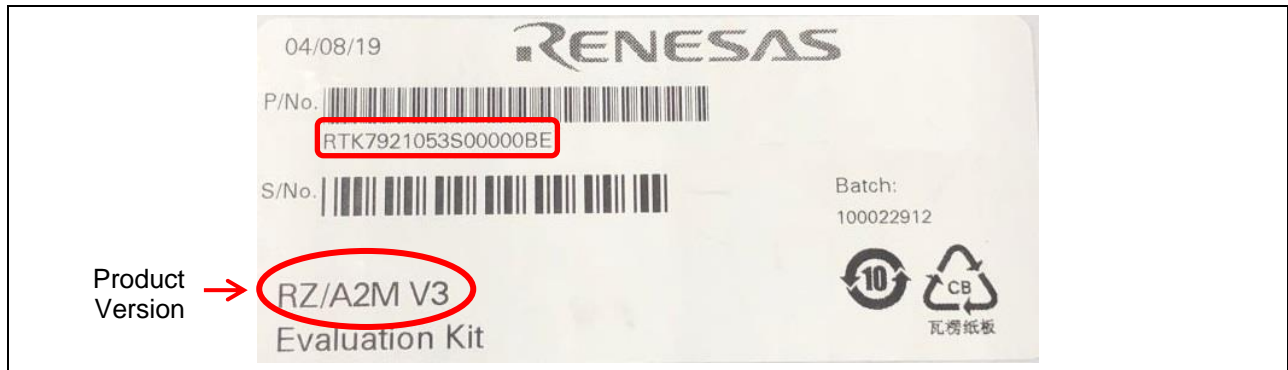 04/08/19
RENESAS
P/No.
RTK7921053S00000BE
S/No.
Batch:
100022912
Product
Version
RZ/A2M V3
Evaluation Kit
10
CB
瓦楞纸板